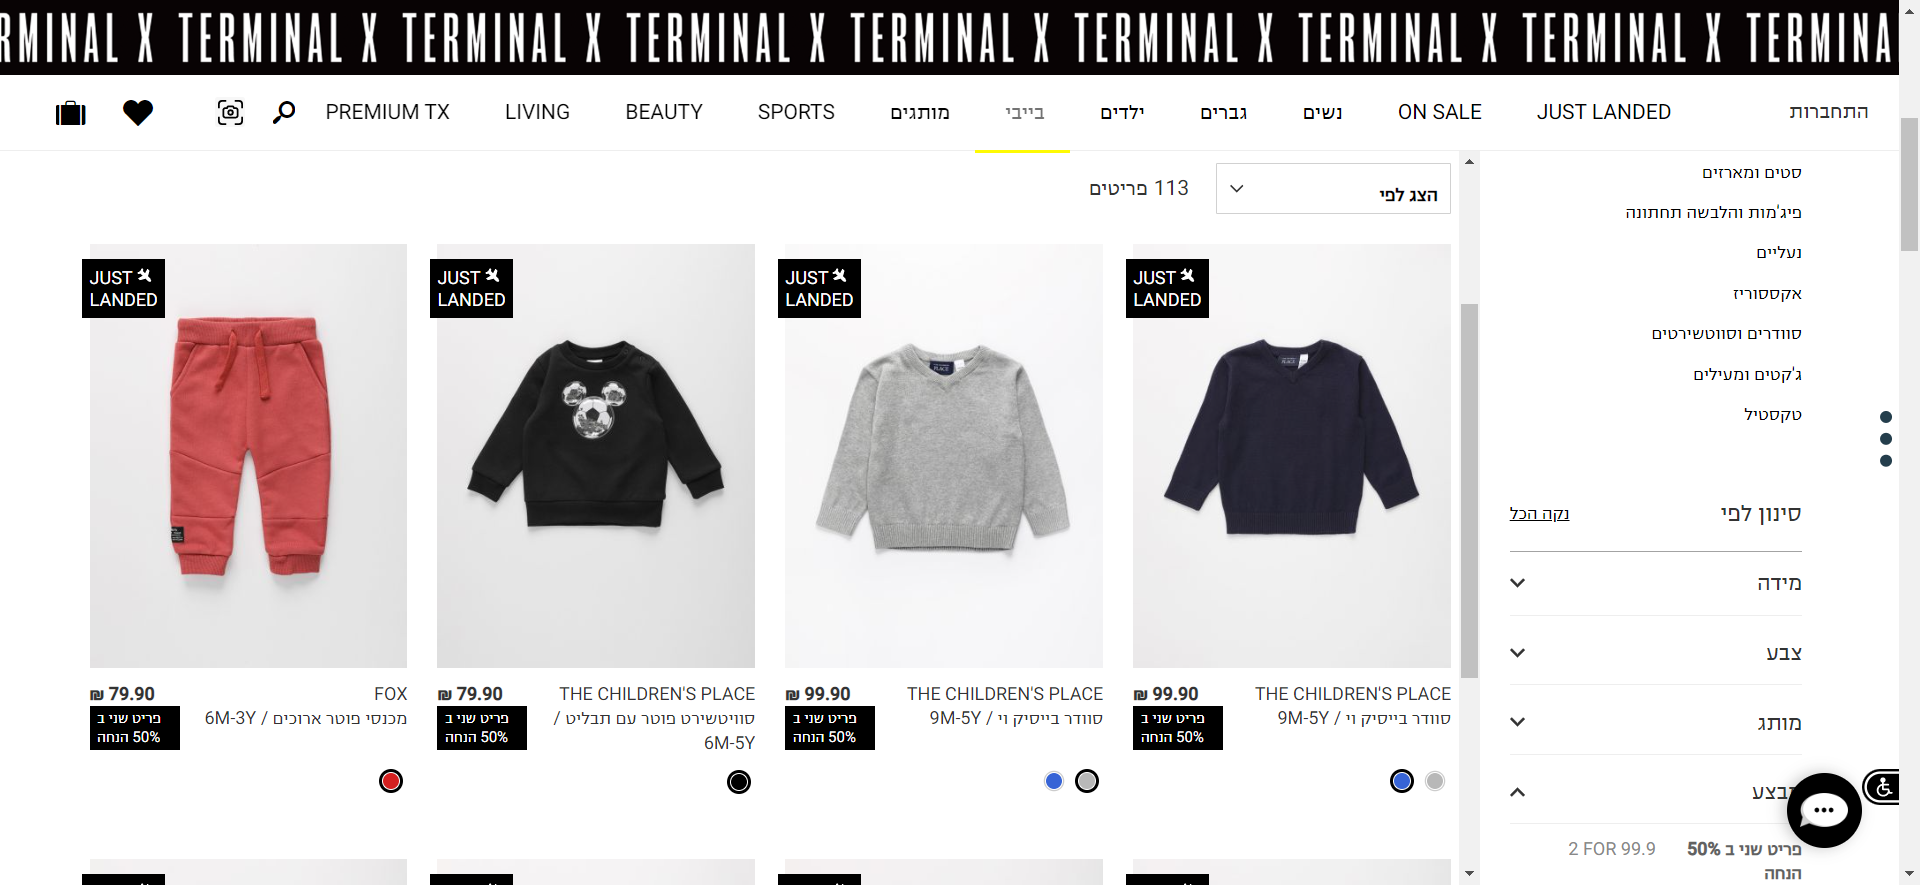 RMINAL X TERMINAL X TERMINAL X TERMINAL X TERMINAL X TERMINAL X TERMINAL X TERMINAL X TERMINA
התחברות
JUST LANDED
ON SALE
נשים
גברים
ילדים
בייבי
מותגים
SPORTS
BEAUTY
LIVING
PREMIUM TX
סטים ומארזים
פיג'מות והלבשה תחתונה
נעליים
אקססוריז
סוודרים וסווטשירטים
ג'קטים ומעילים
טקסטיל
סינון לפי
נקה הכל
מידה
צבע
מותג
מבצע
פריט שני ב 50%
הנחה
2 FOR 99.9
הצג לפי
113 פריטים
JUST
LANDED
PLACE
THE CHILDREN'S PLACE
₪ 99.90
סוודר בייסיק וי / 9M-5Y
פריט שני ב
50% הנחה
JUST
LANDED
PLACE
THE CHILDREN'S PLACE
₪ 99.90
סוודר בייסיק וי / 9M-5Y
פריט שני ב
50% הנחה
JUST
LANDED
THE CHILDREN'S PLACE
₪ 79.90
סוויטשירט פוטר עם תבליט /
6M-5Y
פריט שני ב
50% הנחה
JUST
LANDED
FOX
₪ 79.90
מכנסי פוטר ארוכים / 6M-3Y
פריט שני ב
50% הנחה